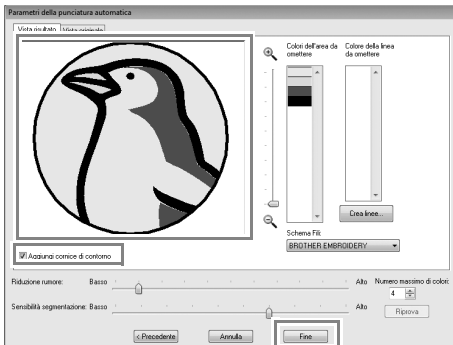 Parametri della punciatura automatica
Vista risultato Vista originale
Colori dell'area da omettere
Colore della linea da omettere
Crea linee...
Schema Fili:
BROTHER EMBROIDERY
Aggiungi cornice di contorno
Riduzione rumore: Basso Alto Numero massimo di colori:
4
Sensibilità segmentazione: Basso Alto Riprova
< Precedente Annulla Fine